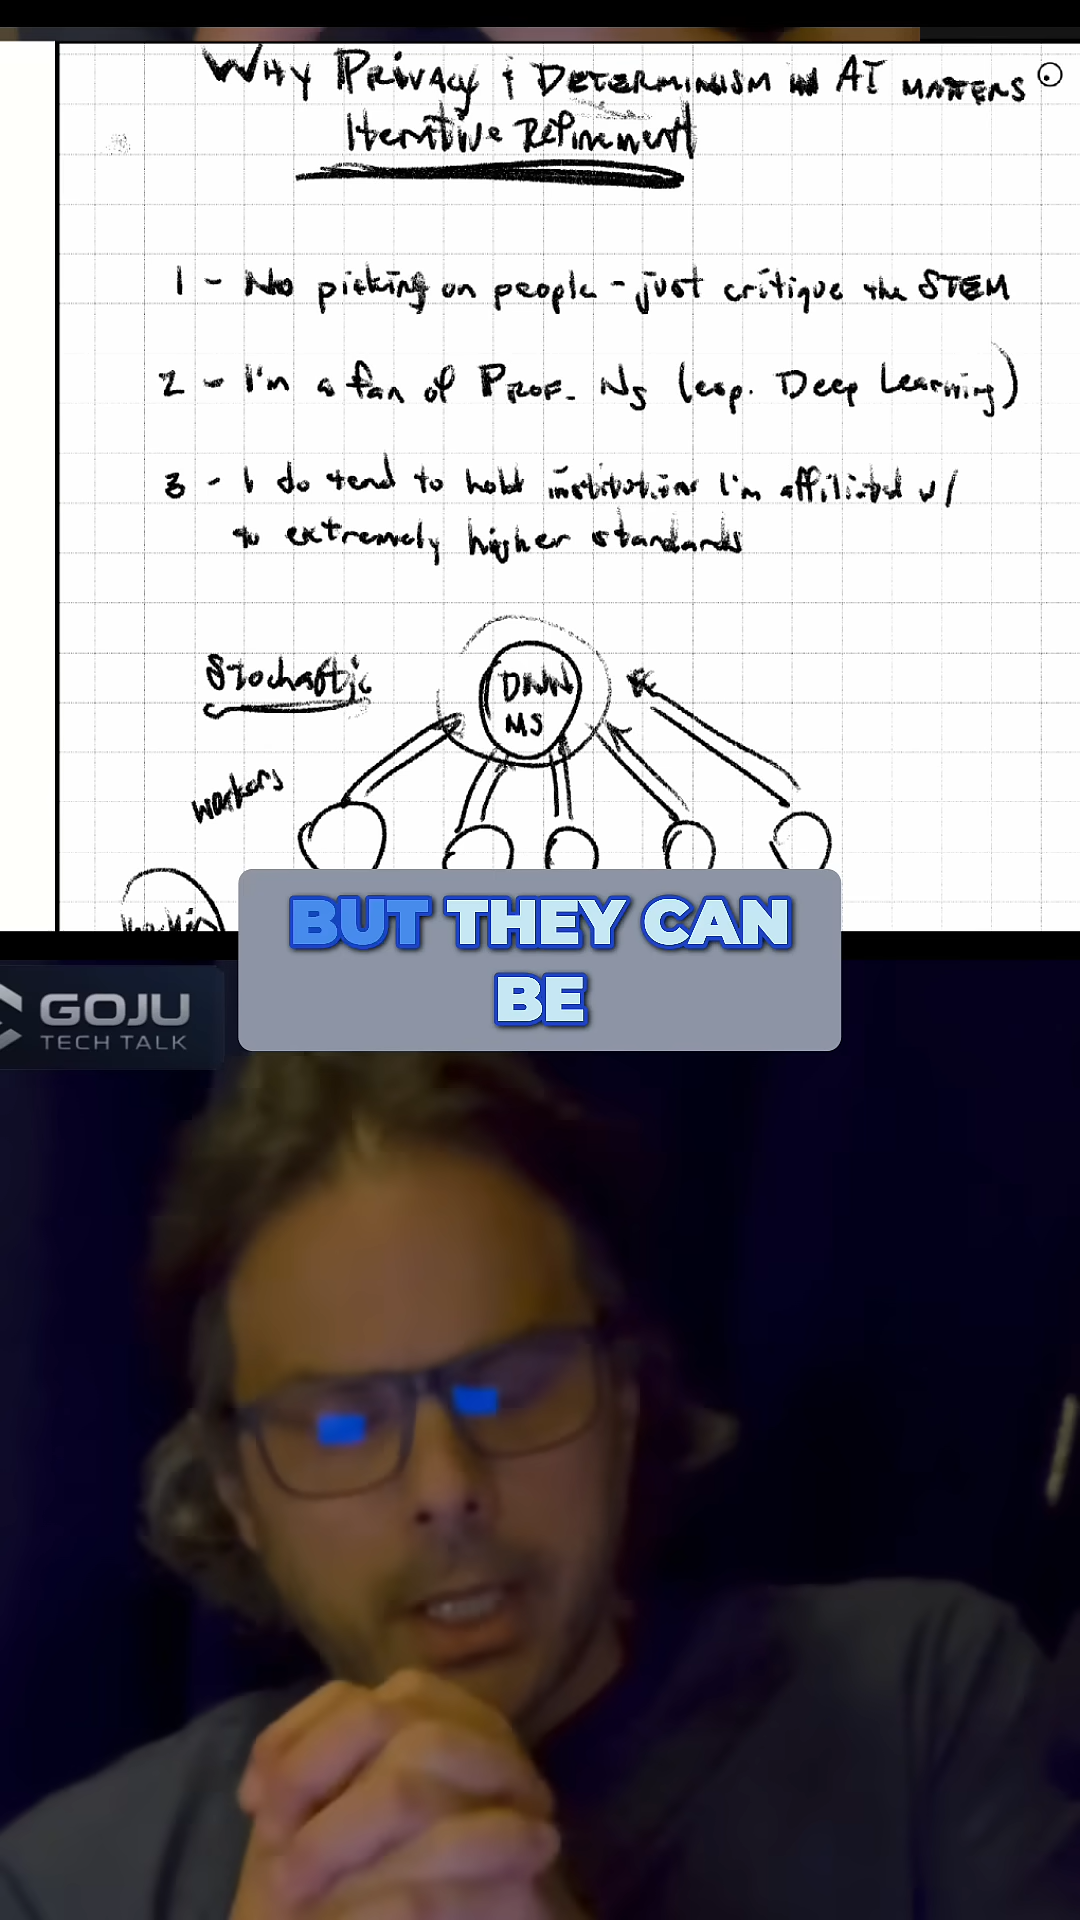 WHY PRIVACY & DETERMINISM IN AI MATTERS
Iterative Refinement
1 - No picking on people - just critique the STEM
2 - I'm a fan of PROF. Ng (esp. Deep Learning)
3 - I do tend to hold institutions I'm affiliated w/
to extremely higher standards
Stochastic
DNN
MS
workers
BUT THEY CAN
BE
GOJU
TECH TALK